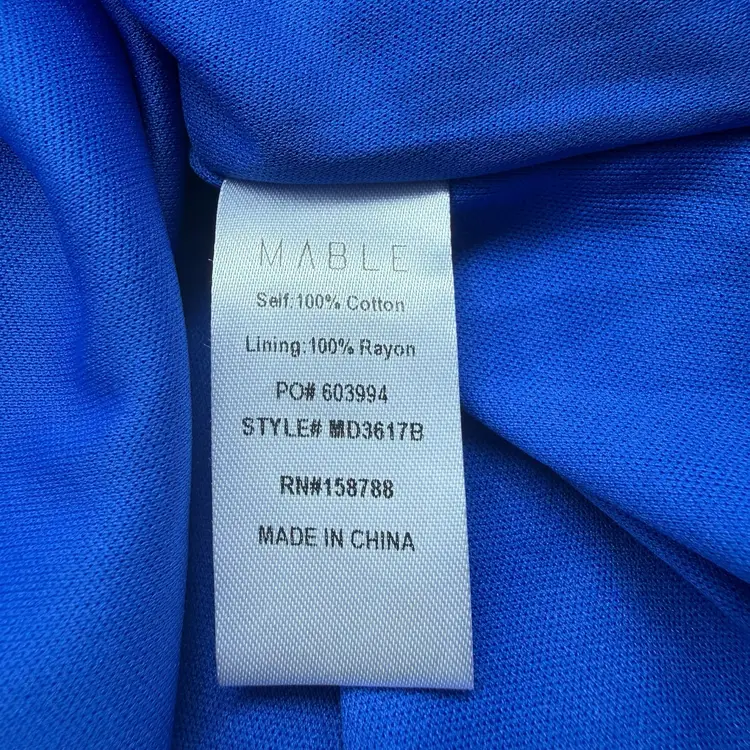 MABLE
Self:100% Cotton
Lining:100% Rayon
PO# 603994
STYLE# MD3617B
RN#158788
MADE IN CHINA